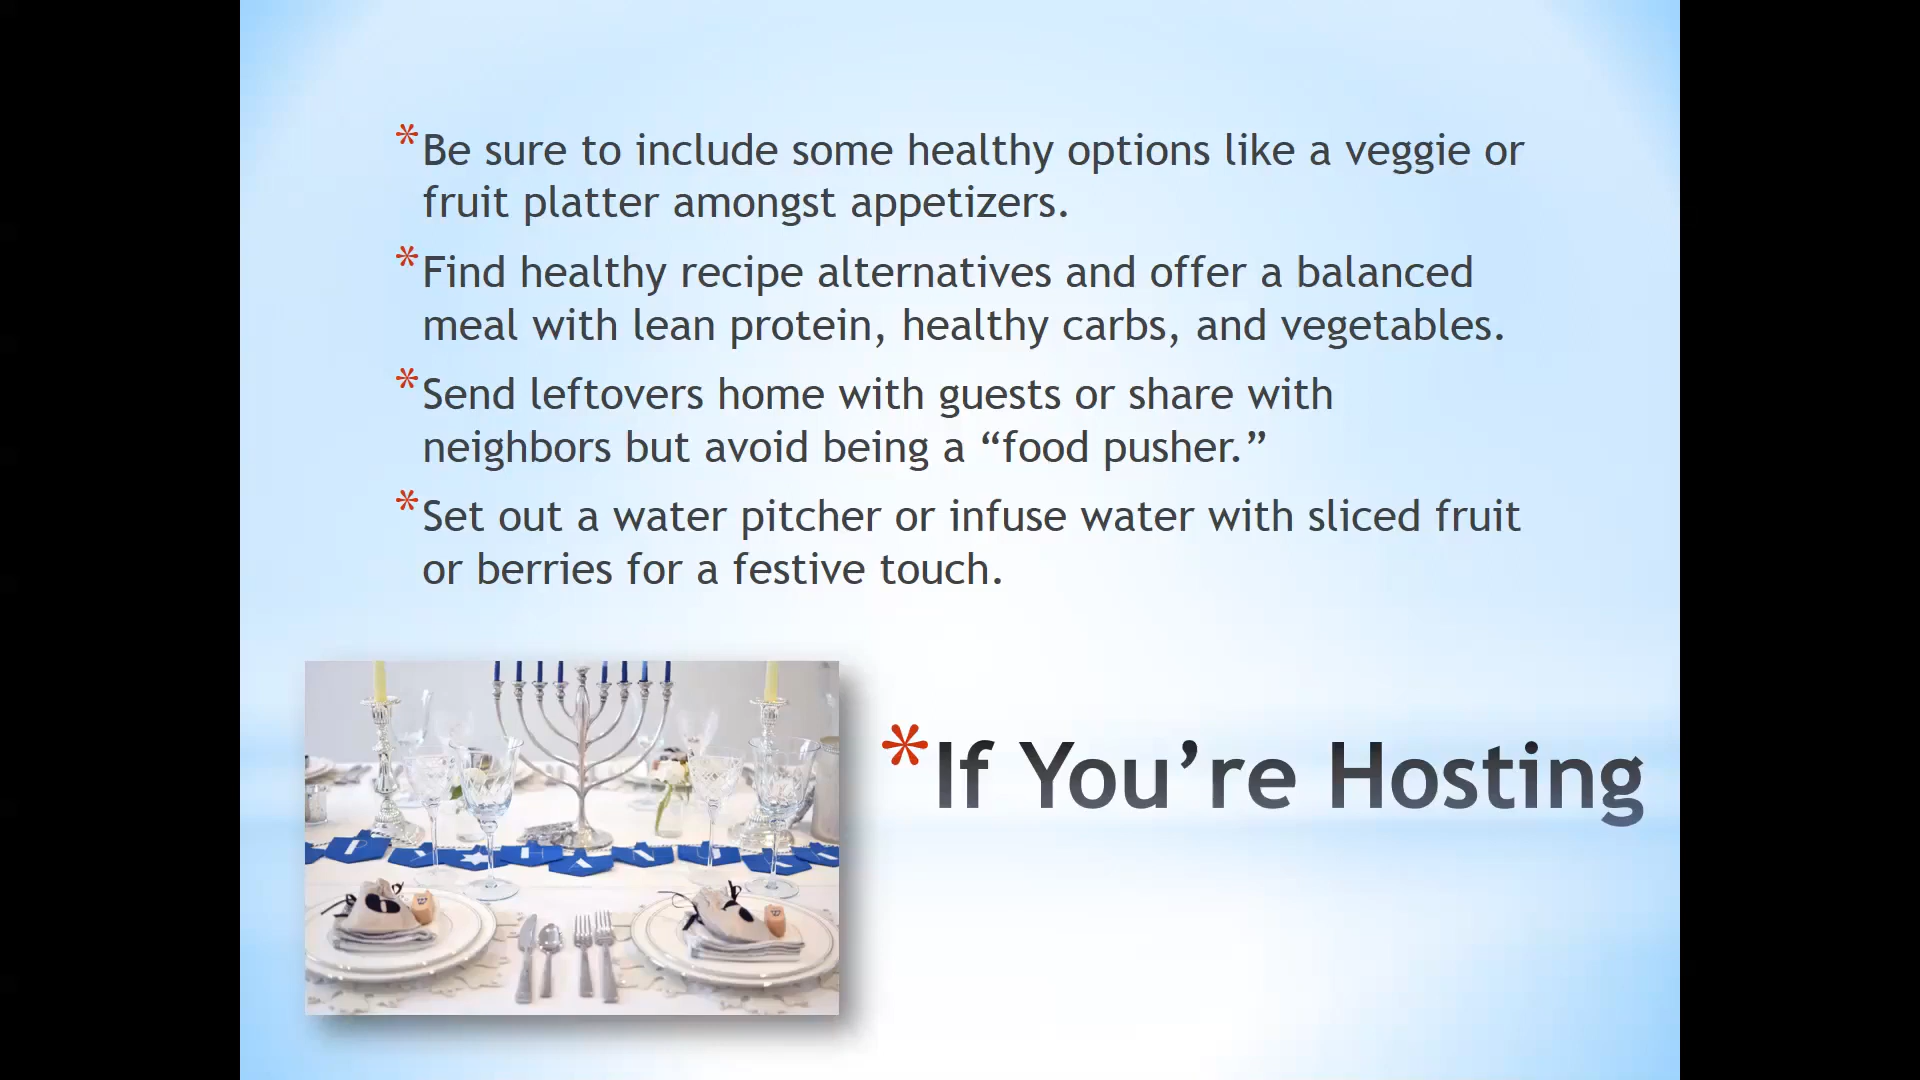 *Be sure to include some healthy options like a veggie or
fruit platter amongst appetizers.
*Find healthy recipe alternatives and offer a balanced
meal with lean protein, healthy carbs, and vegetables.
*Send leftovers home with guests or share with
neighbors but avoid being a “food pusher.”
*Set out a water pitcher or infuse water with sliced fruit
or berries for a festive touch.
*If You’re Hosting